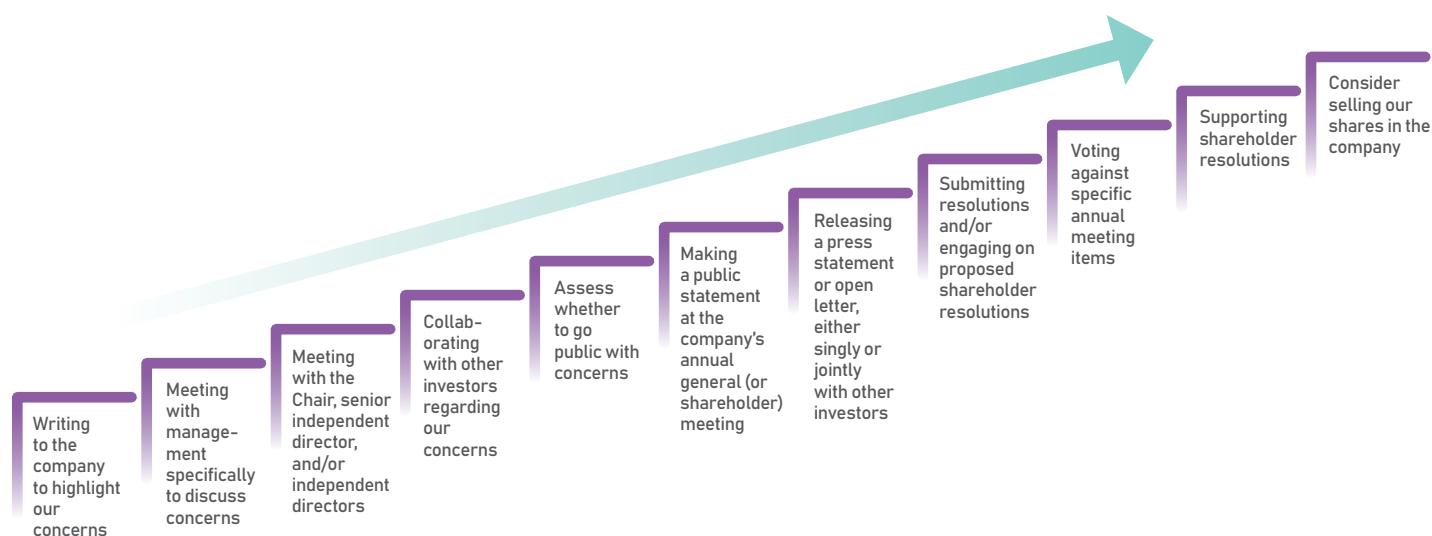 Writing
to the
company
to highlight
our
concerns
Meeting
with
manage-
ment
specifically
to discuss
concerns
Meeting
with the
Chair, senior
independent
director,
and/or
independent
directors
Collab-
orating
with other
investors
regarding
our
concerns
Assess
whether
to go
public with
concerns
Making
a public
statement
at the
company’s
annual
general (or
shareholder)
meeting
Releasing
a press
statement
or open
letter,
either
singly or
jointly
with other
investors
Submitting
resolutions
and/or
engaging on
proposed
shareholder
resolutions
Voting
against
specific
annual
meeting
items
Supporting
shareholder
resolutions
Consider
selling our
shares in the
company